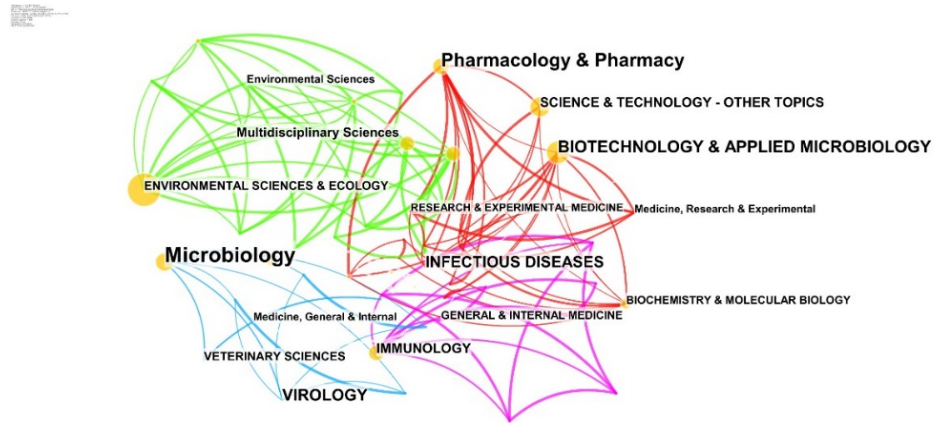 Pharmacology & Pharmacy
Environmental Sciences
SCIENCE & TECHNOLOGY - OTHER TOPICS
Multidisciplinary Sciences
BIOTECHNOLOGY & APPLIED MICROBIOLOGY
ENVIRONMENTAL SCIENCES & ECOLOGY
RESEARCH & EXPERIMENTAL MEDICINE
Medicine, Research & Experimental
Microbiology
INFECTIOUS DISEASES
BIOCHEMISTRY & MOLECULAR BIOLOGY
Medicine, General & Internal
GENERAL & INTERNAL MEDICINE
IMMUNOLOGY
VETERINARY SCIENCES
VIROLOGY